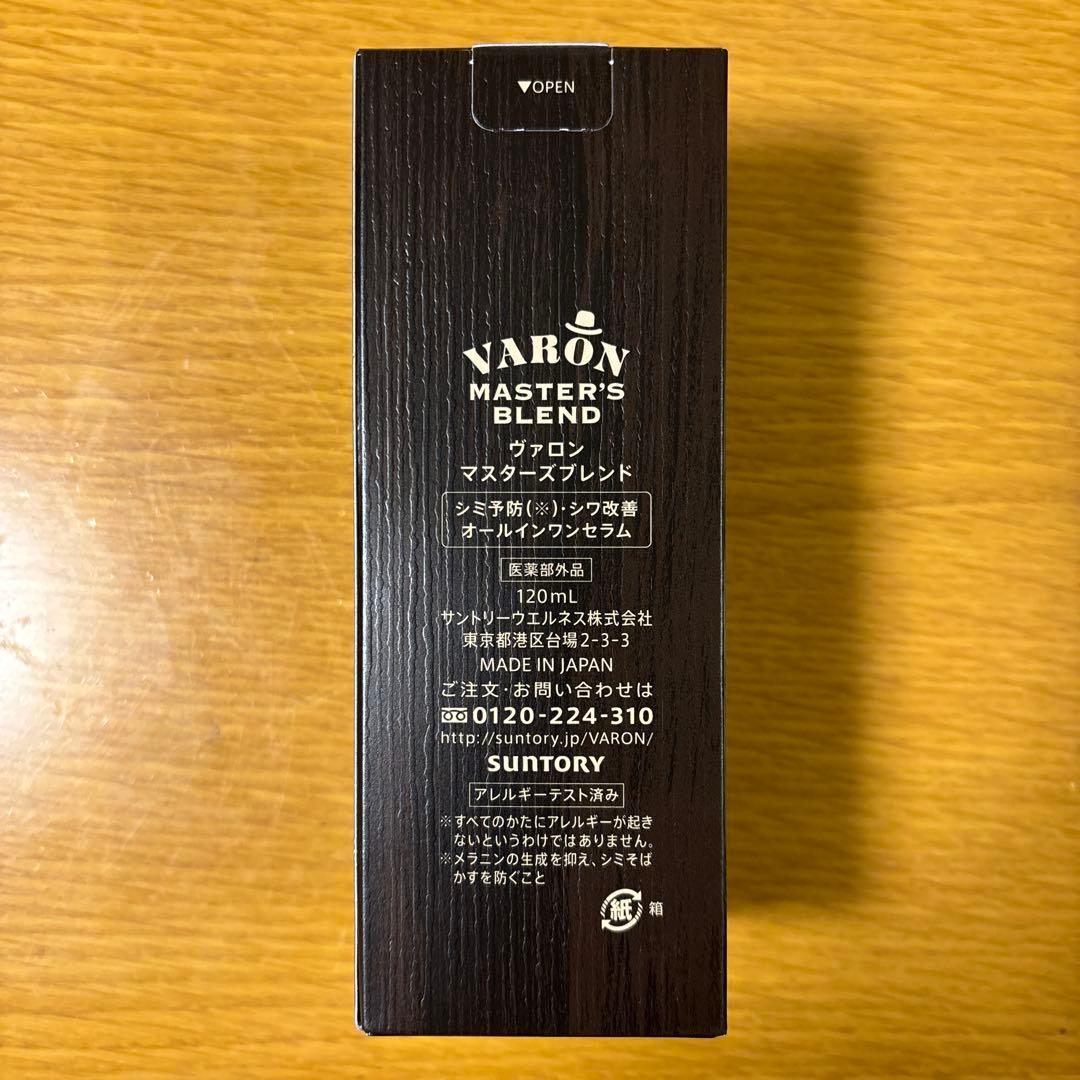 ▼OPEN
VARON
MASTER'S
BLEND
ヴァロン
マスターズブレンド
シミ予防(※)・シワ改善
オールインワンセラム
医薬部外品
120mL
サントリーウエルネス株式会社
東京都港区台場2-3-3
MADE IN JAPAN
ご注文・お問い合わせは
0120-224-310
http://suntory.jp/VARON/
SUNTORY
アレルギーテスト済み
※すべてのかたにアレルギーが起き
ないというわけではありません。
※メラニンの生成を抑え、シミそば
かすを防ぐこと
紙 箱